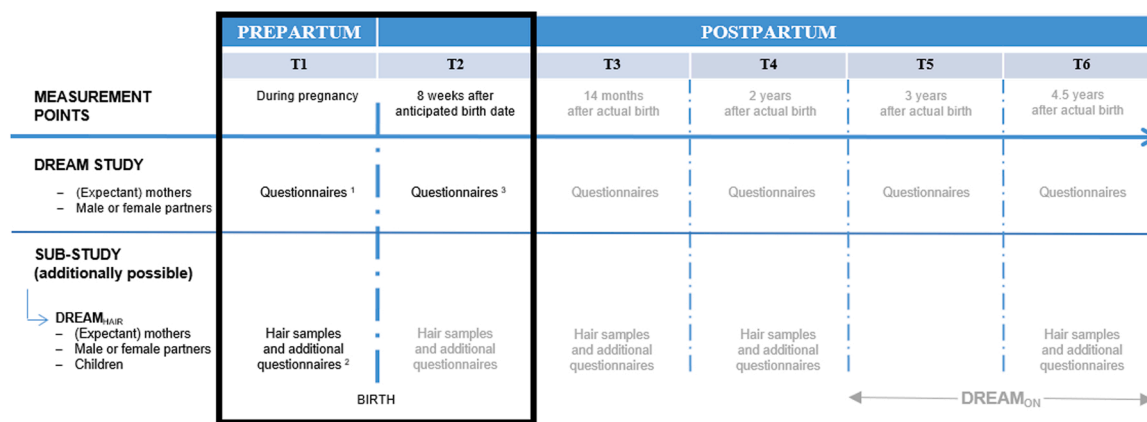 PREPARTUM POSTPARTUM
T1 T2 T3 T4 T5 T6
MEASUREMENT
POINTS
During pregnancy
8 weeks after
anticipated birth date
14 months
after actual birth
2 years
after actual birth
3 years
after actual birth
4.5 years
after actual birth
DREAM STUDY
– (Expectant) mothers
– Male or female partners
Questionnaires ¹
Questionnaires ³
Questionnaires
Questionnaires
Questionnaires
Questionnaires
SUB-STUDY
(additionally possible)
DREAM_HAIR
– (Expectant) mothers
– Male or female partners
– Children
Hair samples
and additional
questionnaires ²
Hair samples
and additional
questionnaires
Hair samples
and additional
questionnaires
Hair samples
and additional
questionnaires
Hair samples
and additional
questionnaires
BIRTH
DREAM_ON